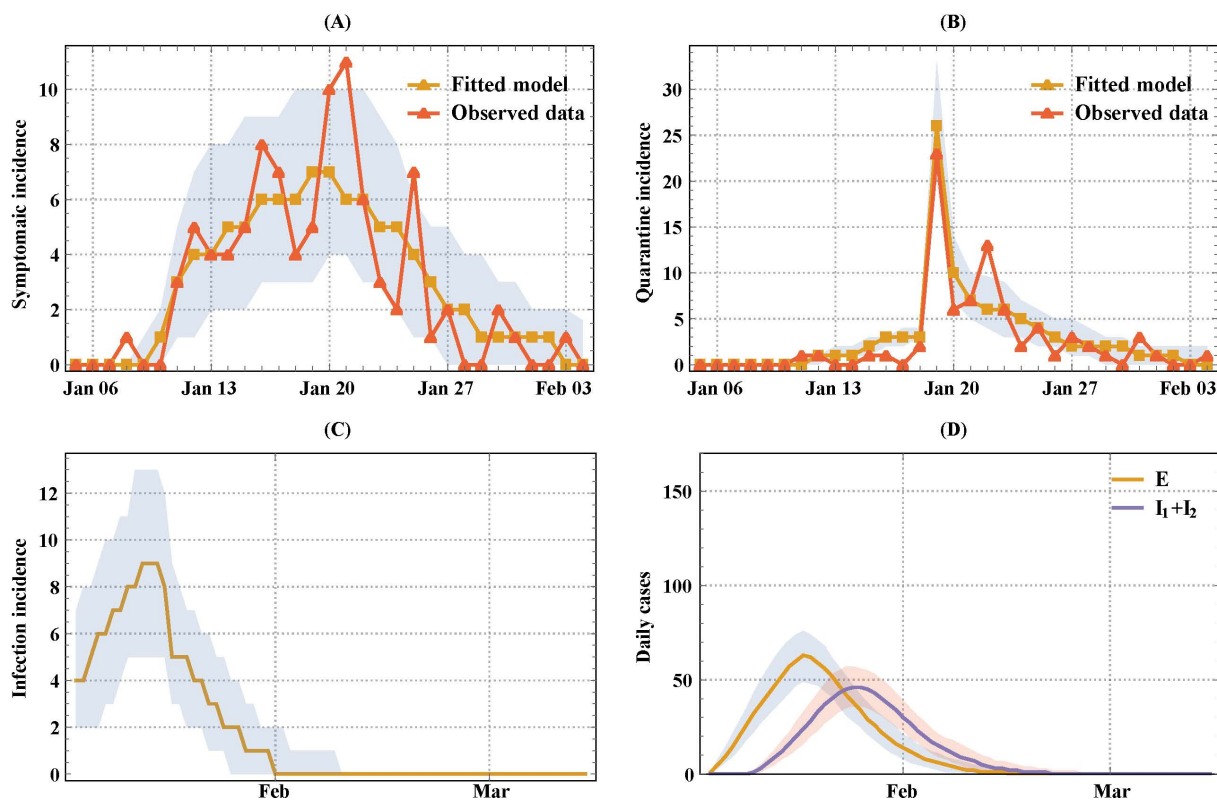 (A)
Symptomaic incidence
10
8
6
4
2
0
Fitted model
Observed data
Jan 06
Jan 13
Jan 20
Jan 27
Feb 03
(B)
Quarantine incidence
30
25
20
15
10
5
0
Fitted model
Observed data
Jan 06
Jan 13
Jan 20
Jan 27
Feb 03
(C)
Infection incidence
12
10
8
6
4
2
0
Feb
Mar
(D)
Daily cases
150
100
50
0
E
I₁+I₂
Feb
Mar